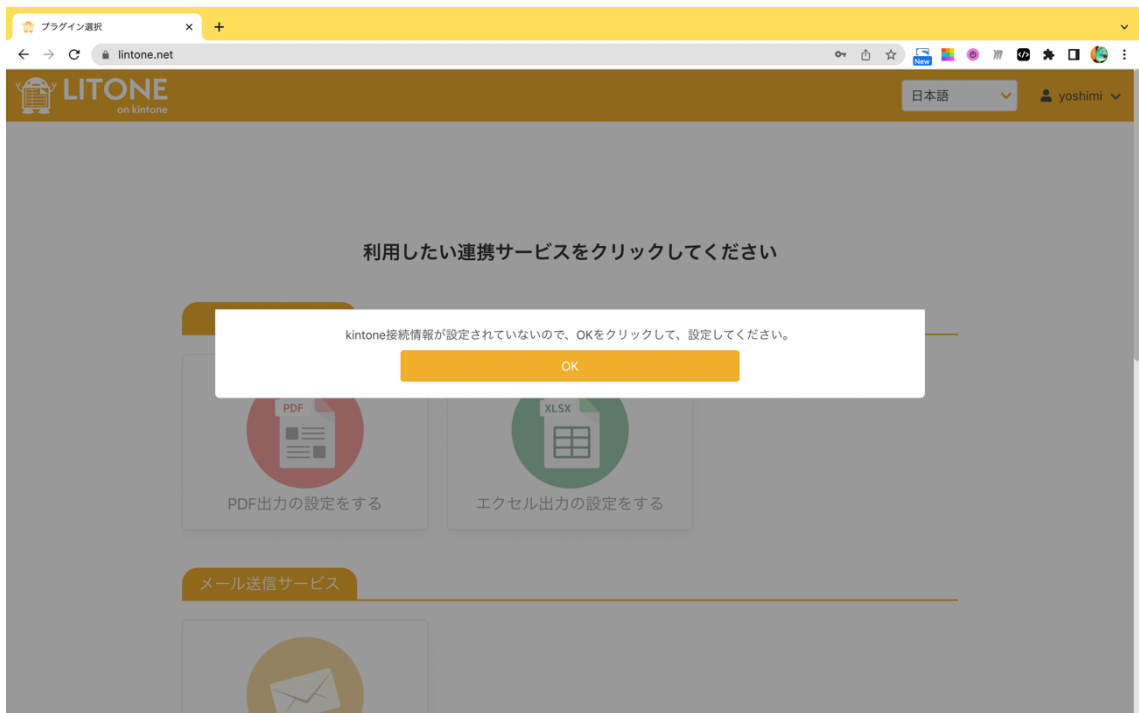 プラグイン選択
lintone.net
New
LITONE
on kintone
日本語
yoshimi
利用したい連携サービスをクリックしてください
kintone接続情報が設定されていないので、OKをクリックして、設定してください。
OK
PDF
XLSX
PDF出力の設定をする
エクセル出力の設定をする
メール送信サービス